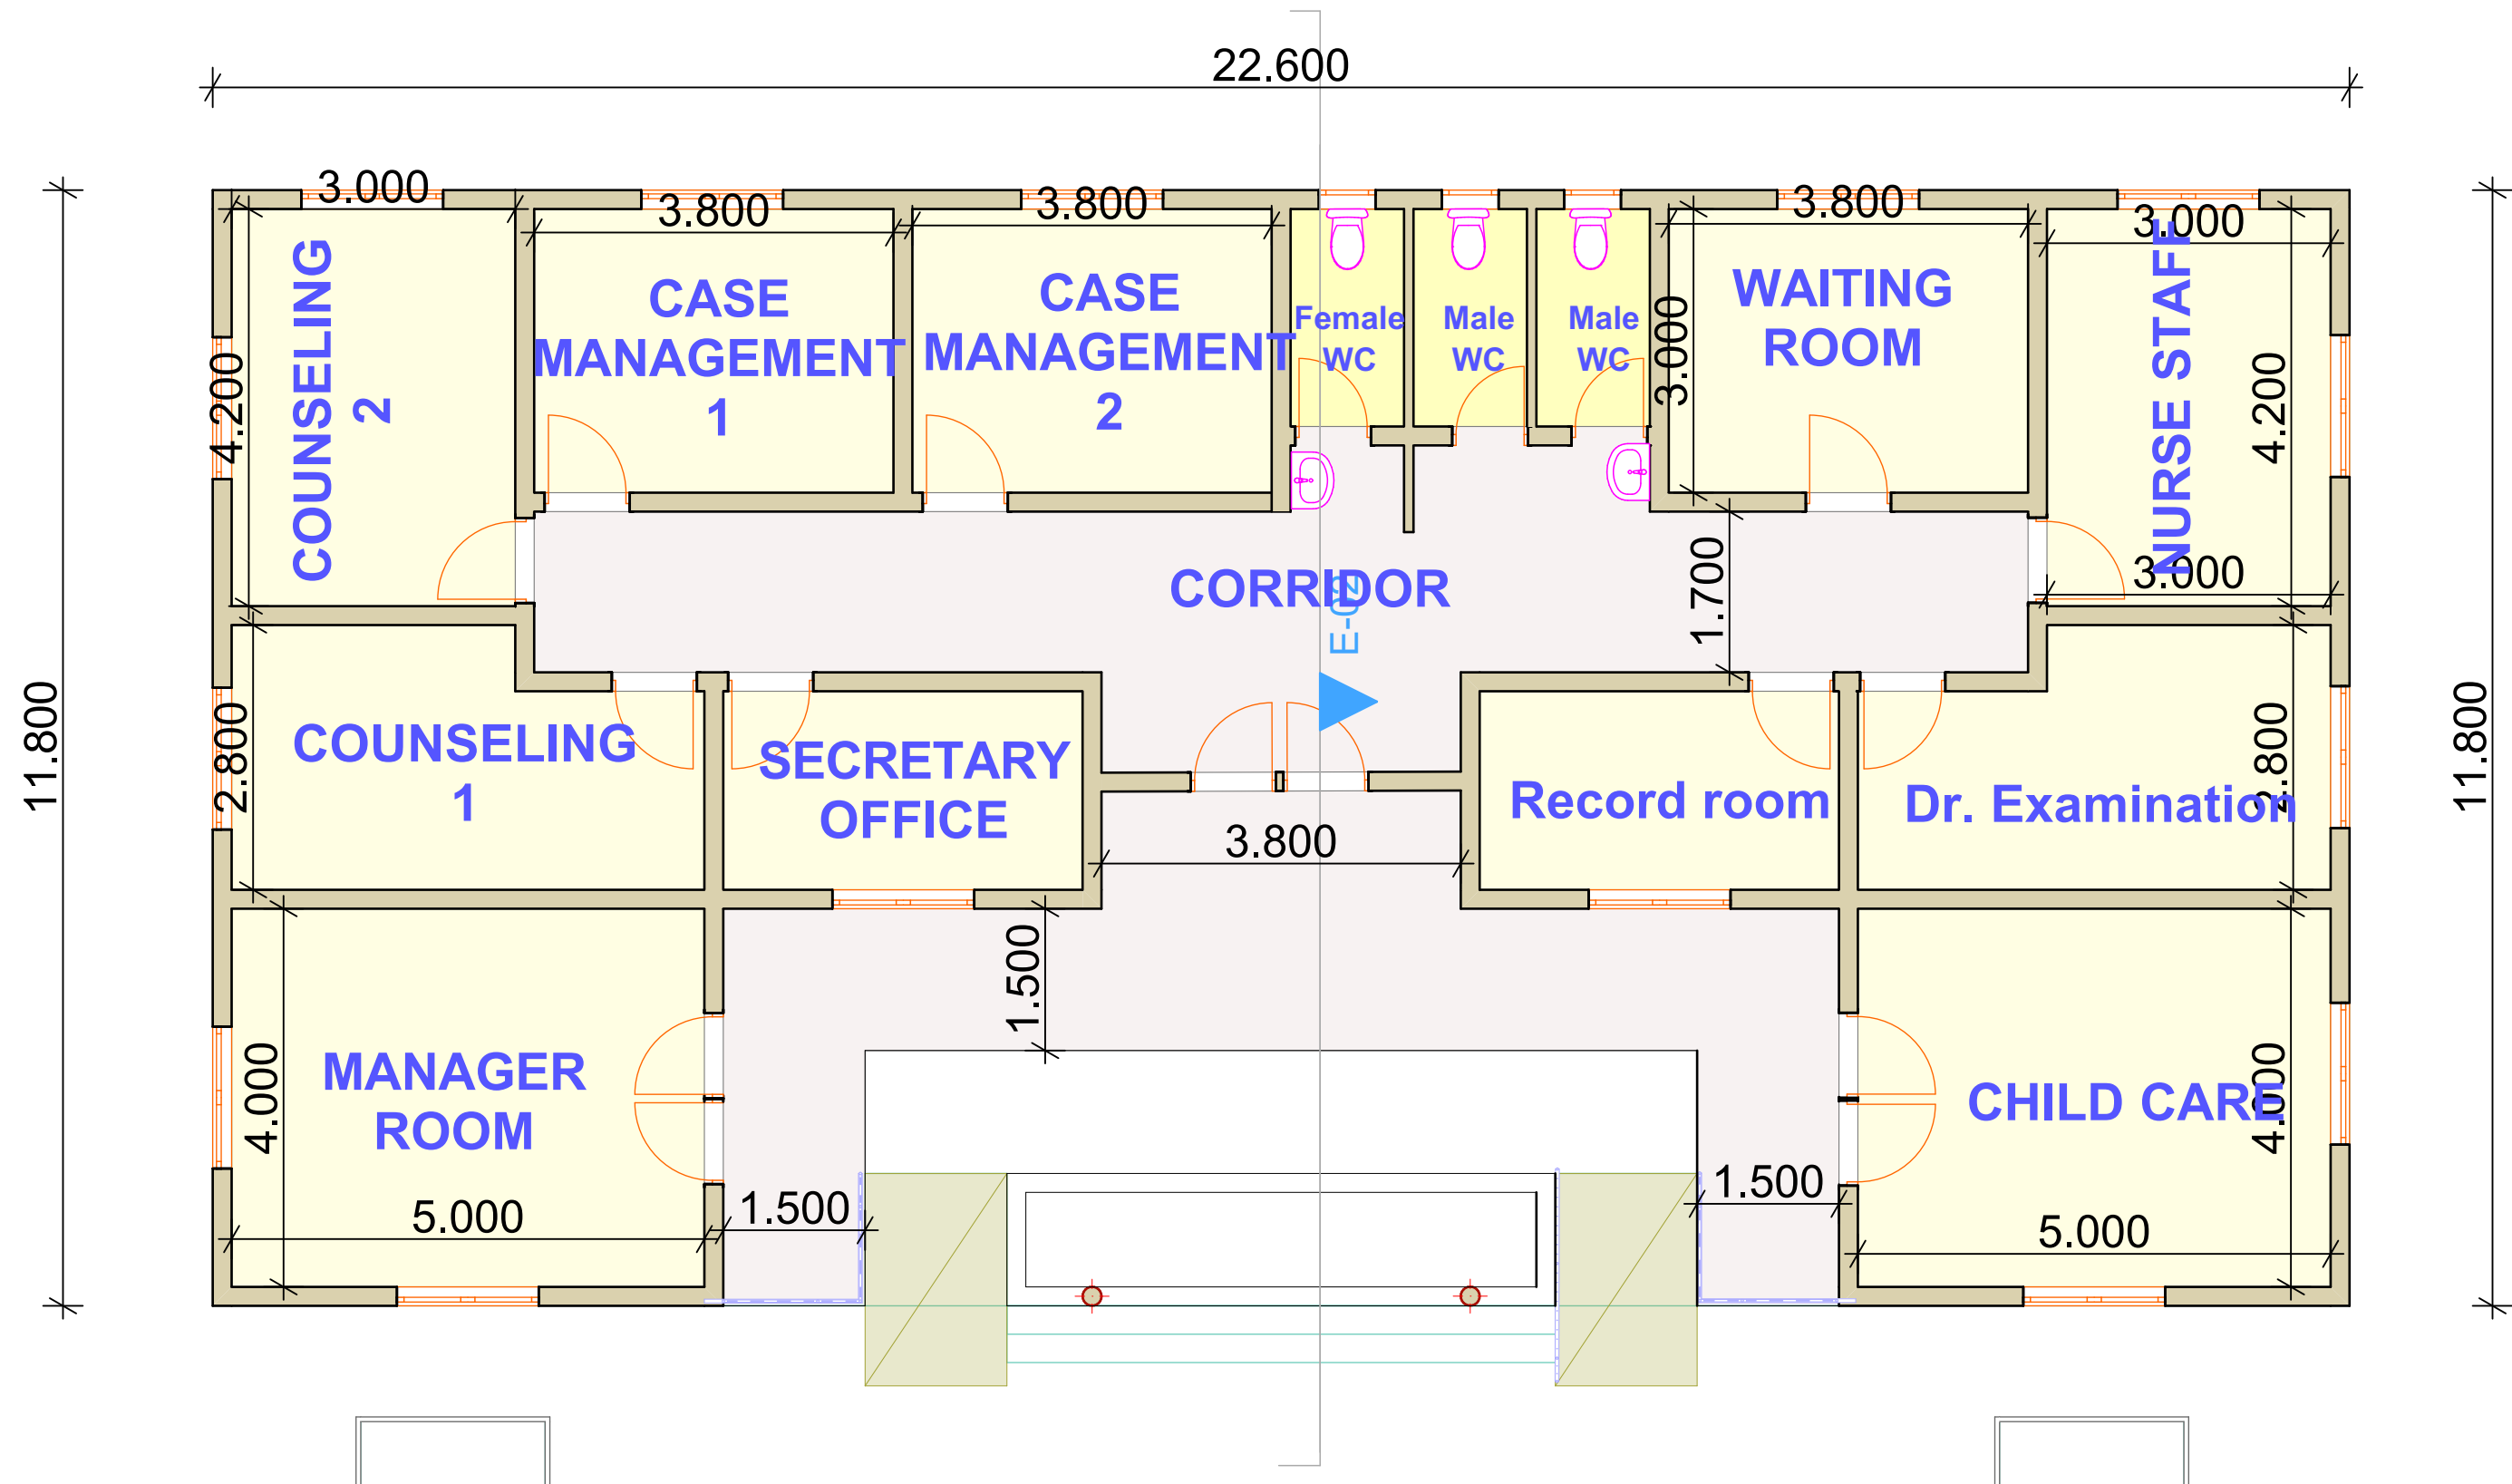 22.600
3.000
3.800
3.800
3.800
3.000
COUNSELING
2
4.200
CASE
MANAGEMENT
1
CASE
MANAGEMENT
2
Female
WC
Male
WC
Male
WC
3.000
WAITING
ROOM
NURSE STAFF
4.200
3.000
CORRIDOR
E-02
1.700
11.800
2.800
COUNSELING
1
SECRETARY
OFFICE
3.800
Record room
Dr. Examination
2.800
11.800
1.500
4.000
MANAGER
ROOM
5.000
1.500
1.500
CHILD CARE
4.000
5.000